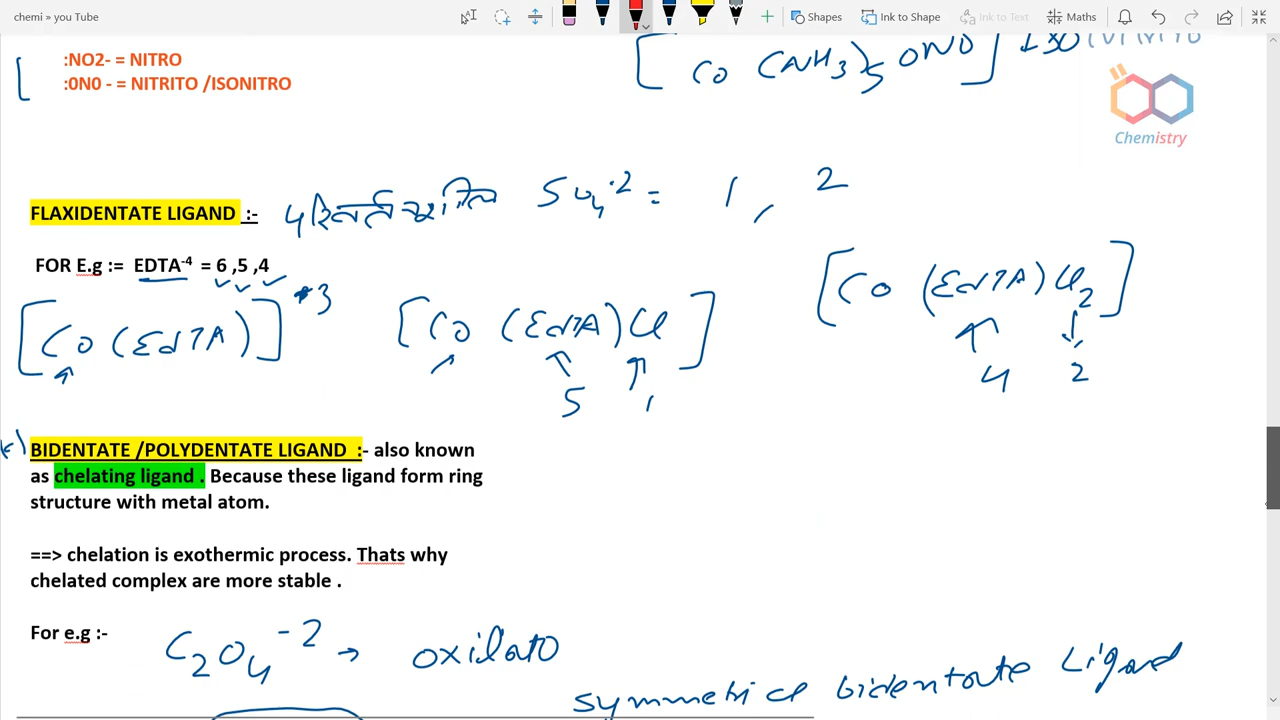 chemi » you Tube
Shapes Ink to Shape Ink to Text Maths
:NO2- = NITRO
:0N0 - = NITRITO /ISONITRO
[Co (NH3)5 ONO]
Chemistry
FLAXIDENTATE LIGAND :- SO4-2 = 1, 2
FOR E.g := EDTA-4 = 6 ,5 ,4
[Co (EdTA)]+3 [Co (EdTA)Cl] [Co (EdTA)Cl2]
5 1 4 2
BIDENTATE /POLYDENTATE LIGAND :- also known
as chelating ligand . Because these ligand form ring
structure with metal atom.
==> chelation is exothermic process. Thats why
chelated complex are more stable .
For e.g :- C2O4-2 → oxilato
symmetrical bidentate Ligand